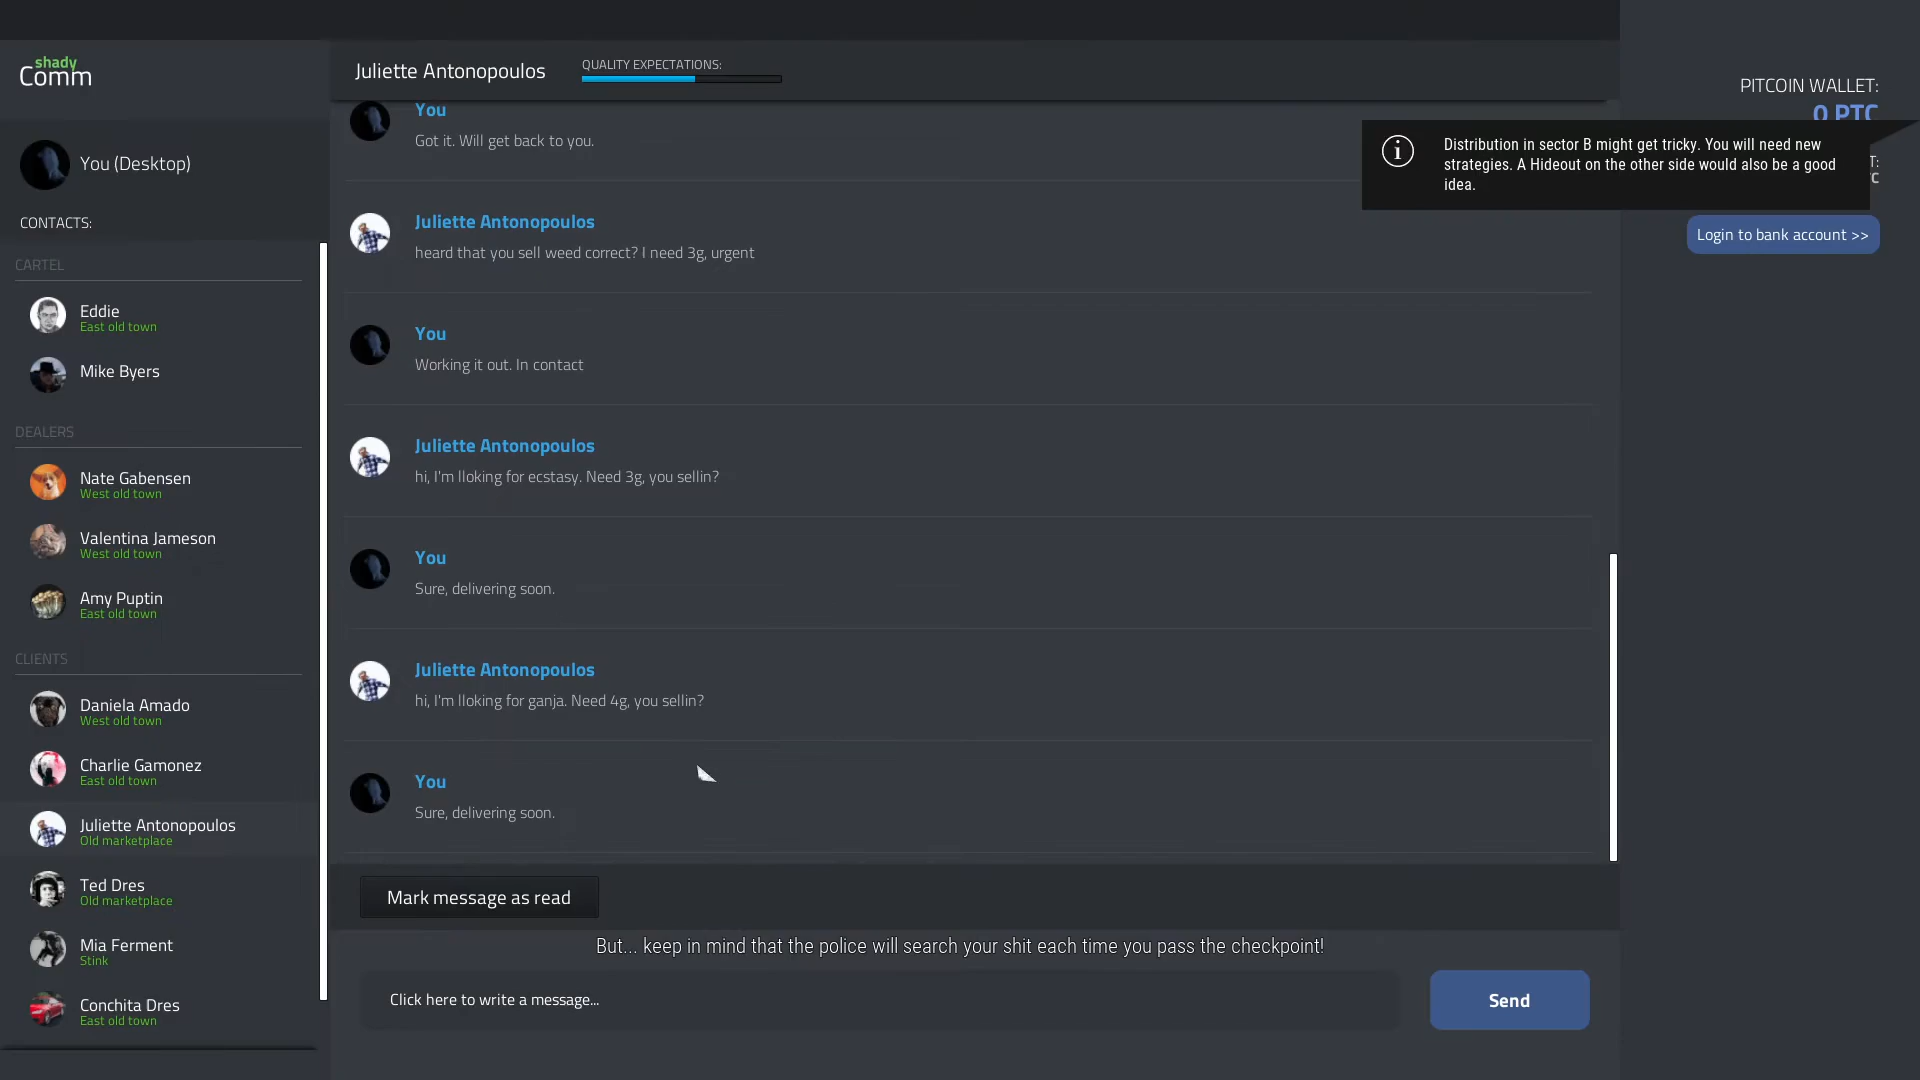 shady
Comm
You (Desktop)
CONTACTS:
CARTEL
Eddie
East old town
Mike Byers
DEALERS
Nate Gabensen
West old town
Valentina Jameson
West old town
Amy Puptin
East old town
CLIENTS
Daniela Amado
West old town
Charlie Gamonez
East old town
Juliette Antonopoulos
Old marketplace
Ted Dres
Old marketplace
Mia Ferment
Stink
Conchita Dres
East old town
Juliette Antonopoulos
QUALITY EXPECTATIONS:
You
Got it. Will get back to you.
Juliette Antonopoulos
heard that you sell weed correct? I need 3g, urgent
You
Working it out. In contact
Juliette Antonopoulos
hi, I'm lloking for ecstasy. Need 3g, you sellin?
You
Sure, delivering soon.
Juliette Antonopoulos
hi, I'm lloking for ganja. Need 4g, you sellin?
You
Sure, delivering soon.
Mark message as read
But... keep in mind that the police will search your shit each time you pass the checkpoint!
Click here to write a message...
Send
PITCOIN WALLET:
0 PTC
Distribution in sector B might get tricky. You will need new
strategies. A Hideout on the other side would also be a good
idea.
Login to bank account >>